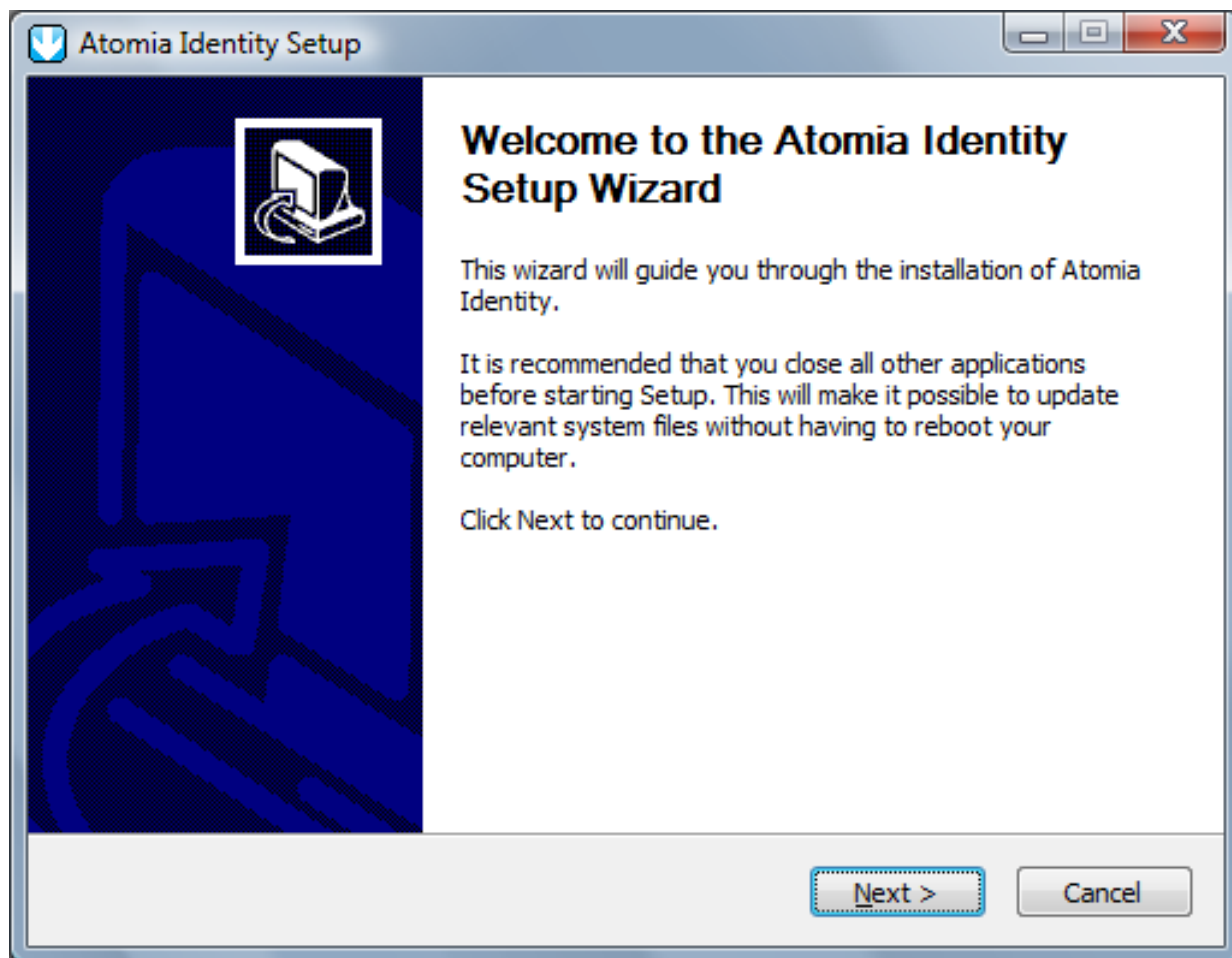 Atomia Identity Setup
Welcome to the Atomia Identity
Setup Wizard
This wizard will guide you through the installation of Atomia
Identity.
It is recommended that you close all other applications
before starting Setup. This will make it possible to update
relevant system files without having to reboot your
computer.
Click Next to continue.
Next >
Cancel